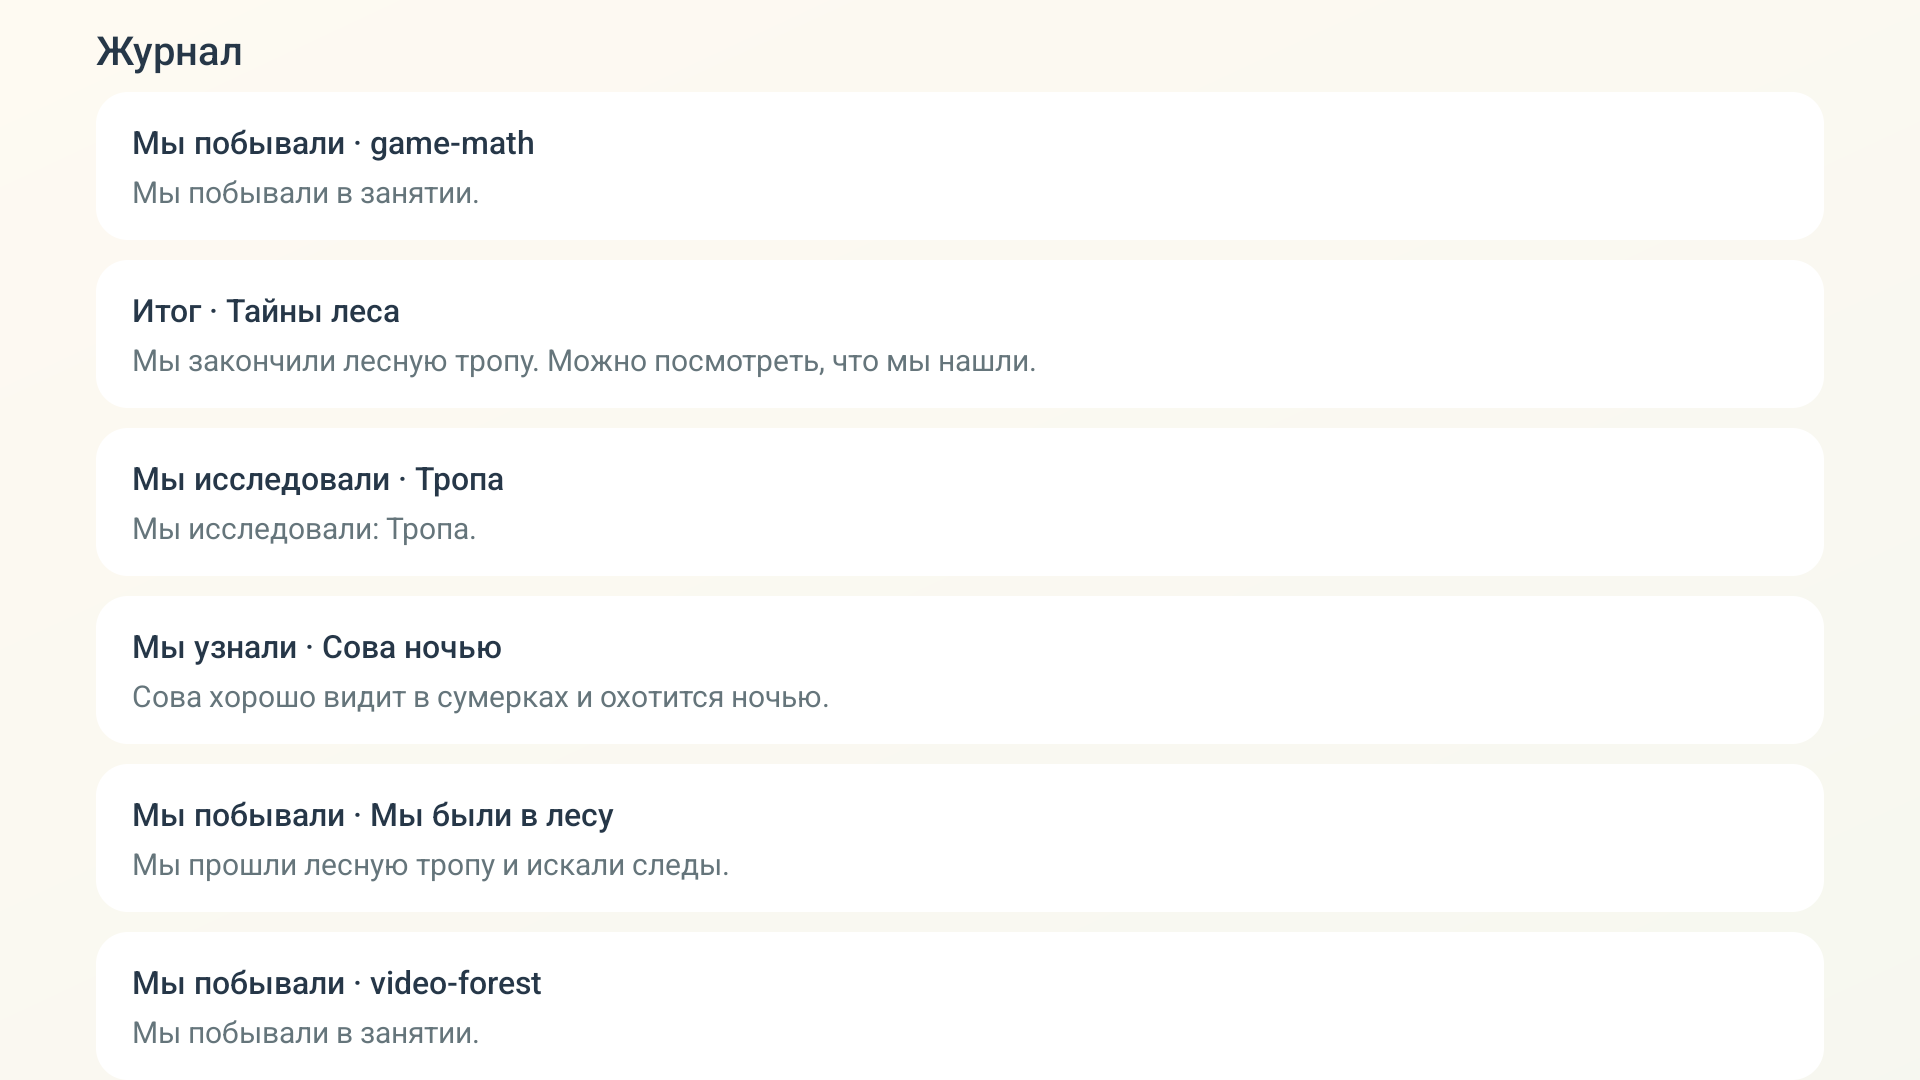 Журнал
Мы побывали · game-math
Мы побывали в занятии.
Итог · Тайны леса
Мы закончили лесную тропу. Можно посмотреть, что мы нашли.
Мы исследовали · Тропа
Мы исследовали: Тропа.
Мы узнали · Сова ночью
Сова хорошо видит в сумерках и охотится ночью.
Мы побывали · Мы были в лесу
Мы прошли лесную тропу и искали следы.
Мы побывали · video-forest
Мы побывали в занятии.